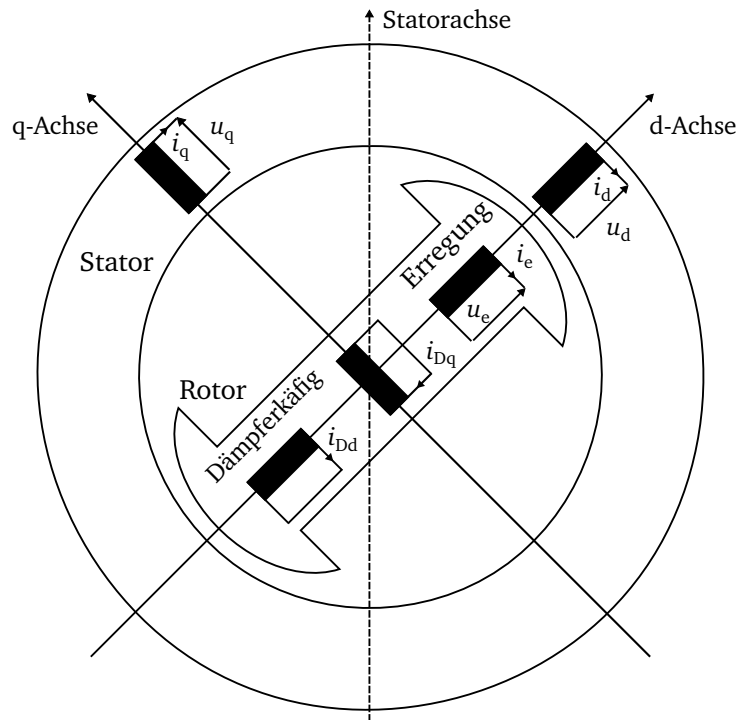 Statorachse
q-Achse
d-Achse
u_q
i_q
i_d
u_d
Stator
Erregung
i_e
u_e
i_Dq
Rotor
Dämpferkäfig
i_Dd